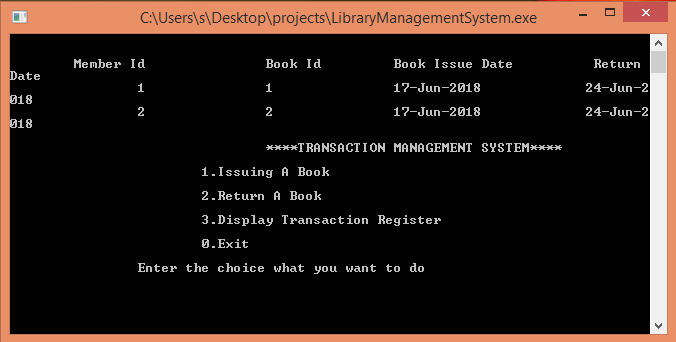 C:\Users\s\Desktop\projects\LibraryManagementSystem.exe
Member Id Book Id Book Issue Date Return
Date
1 1 17-Jun-2018 24-Jun-2
018
2 2 17-Jun-2018 24-Jun-2
018
****TRANSACTION MANAGEMENT SYSTEM****
1.Issuing A Book
2.Return A Book
3.Display Transaction Register
0.Exit
Enter the choice what you want to do